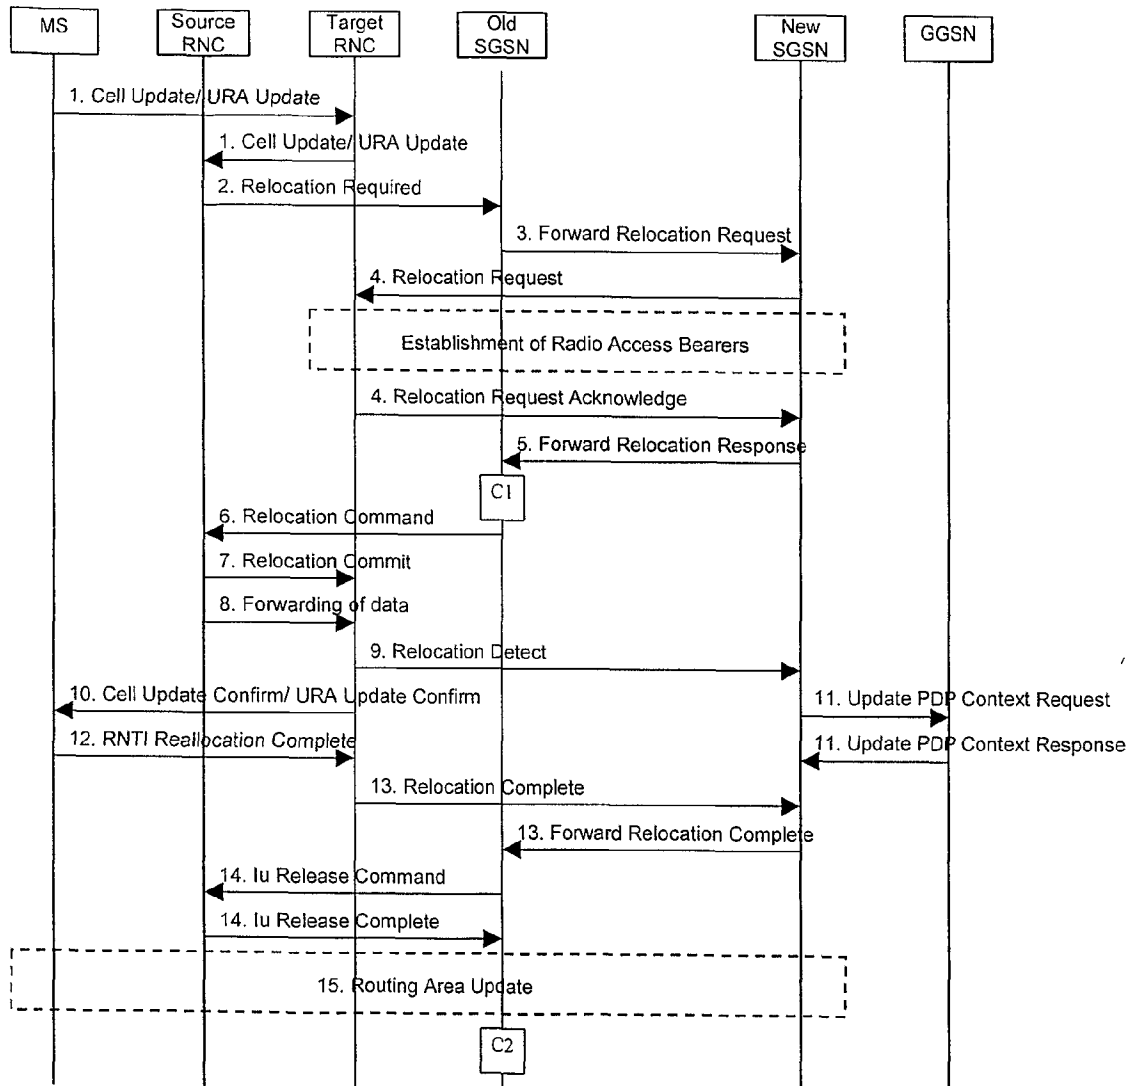 MS
Source
RNC
Target
RNC
Old
SGSN
New
SGSN
GGSN
1. Cell Update/ URA Update
1. Cell Update/ URA Update
2. Relocation Required
3. Forward Relocation Request
4. Relocation Request
Establishment of Radio Access Bearers
4. Relocation Request Acknowledge
5. Forward Relocation Response
C1
6. Relocation Command
7. Relocation Commit
8. Forwarding of data
9. Relocation Detect
10. Cell Update Confirm/ URA Update Confirm
11. Update PDP Context Request
12. RNTI Reallocation Complete
11. Update PDP Context Response
13. Relocation Complete
13. Forward Relocation Complete
14. Iu Release Command
14. Iu Release Complete
15. Routing Area Update
C2